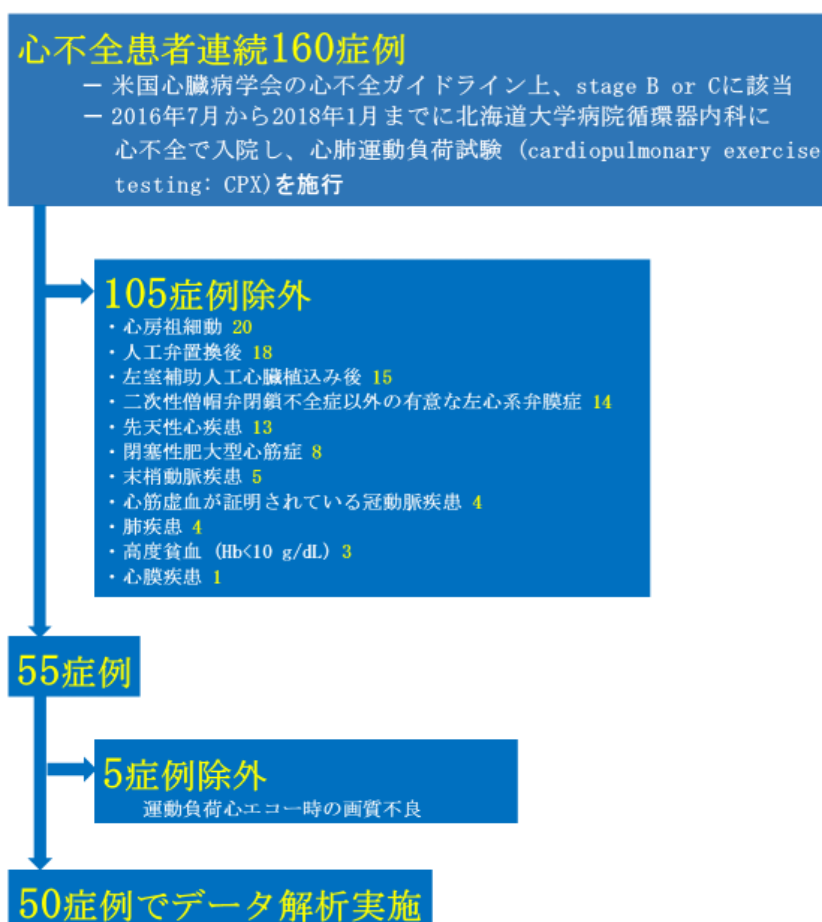 心不全患者連続160症例
ー 米国心臓病学会の心不全ガイドライン上、stage B or Cに該当
ー 2016年7月から2018年1月までに北海道大学病院循環器内科に
心不全で入院し、心肺運動負荷試験 (cardiopulmonary exercise
testing: CPX)を施行
105症例除外
・心房祖細動 20
・人工弁置換後 18
・左室補助人工心臓植込み後 15
・二次性僧帽弁閉鎖不全症以外の有意な左心系弁膜症 14
・先天性心疾患 13
・閉塞性肥大型心筋症 8
・末梢動脈疾患 5
・心筋虚血が証明されている冠動脈疾患 4
・肺疾患 4
・高度貧血 (Hb<10 g/dL) 3
・心膜疾患 1
55症例
5症例除外
運動負荷心エコー時の画質不良
50症例でデータ解析実施